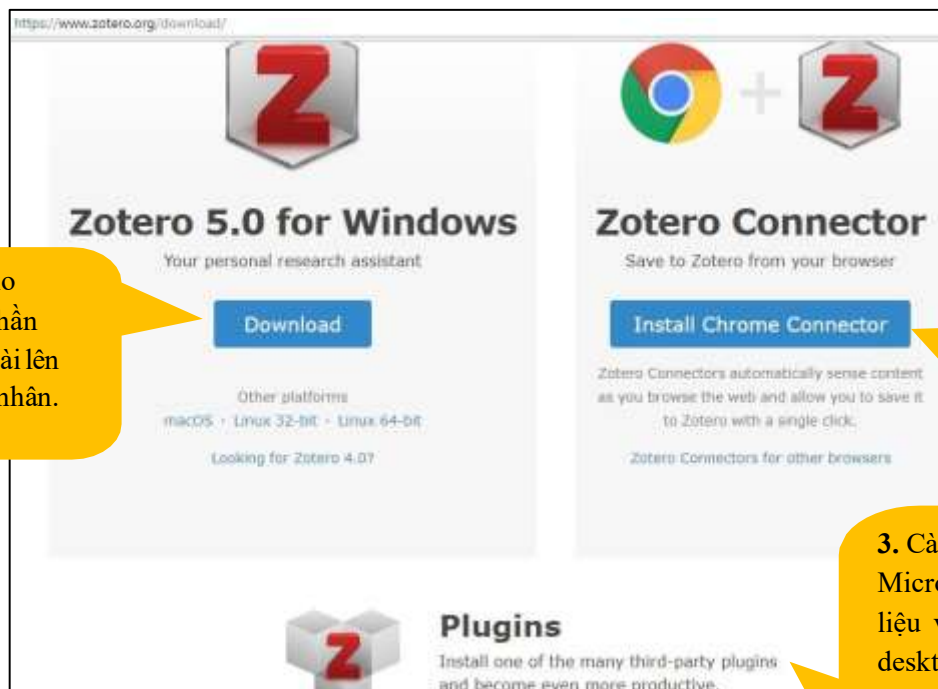 https://www.zotero.org/download/
Zotero 5.0 for Windows
Your personal research assistant
Download
Other platforms
macOS · Linux 32-bit · Linux 64-bit
Looking for Zotero 4.0?
Zotero Connector
Save to Zotero from your browser
Install Chrome Connector
Zotero Connectors automatically sense content
as you browse the web and allow you to save it
to Zotero with a single click.
Zotero Connectors for other browsers
ài lên
nhân.
3. Cà
Micro
liệu
deskt
Plugins
Install one of the many third-party plugins
and become even more productive.